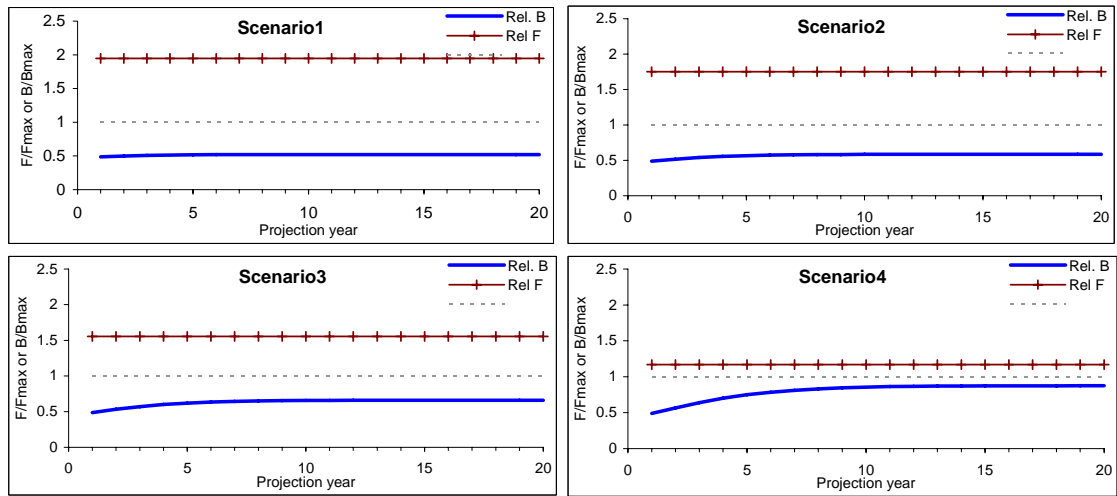 Scenario1
Rel. B
Rel F
F/Fmax or B/Bmax
2.5
2
1.5
1
0.5
0
0 5 10 15 20
Projection year
Scenario2
Rel. B
Rel F
F/Fmax or B/Bmax
2.5
2
1.5
1
0.5
0
0 5 10 15 20
Projection year
Scenario3
Rel. B
Rel F
F/Fmax or B/Bmax
2.5
2
1.5
1
0.5
0
0 5 10 15 20
Projection year
Scenario4
Rel. B
Rel F
F/Fmax or B/Bmax
2.5
2
1.5
1
0.5
0
0 5 10 15 20
Projection year